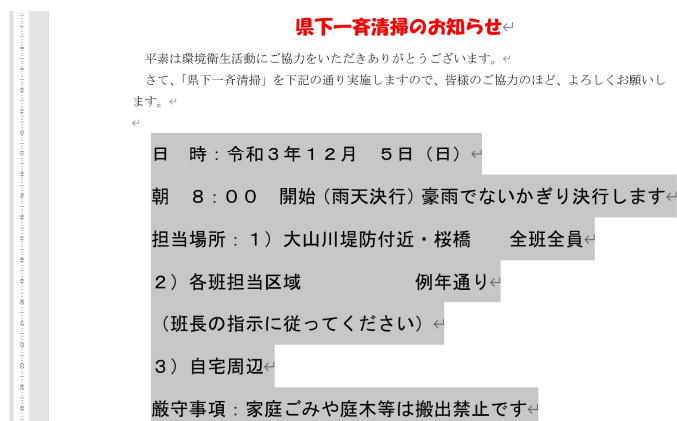 県下一斉清掃のお知らせ
平素は環境衛生活動にご協力をいただきありがとうございます。
さて、「県下一斉清掃」を下記の通り実施しますので、皆様のご協力のほど、よろしくお願いし
ます。
日　時：令和３年１２月　５日（日）
朝　８：００　開始（雨天決行）豪雨でないかぎり決行します
担当場所：１）大山川堤防付近・桜橋　　全班全員
２）各班担当区域　　　　　　例年通り
（班長の指示に従ってください）
３）自宅周辺
厳守事項：家庭ごみや庭木等は搬出禁止です